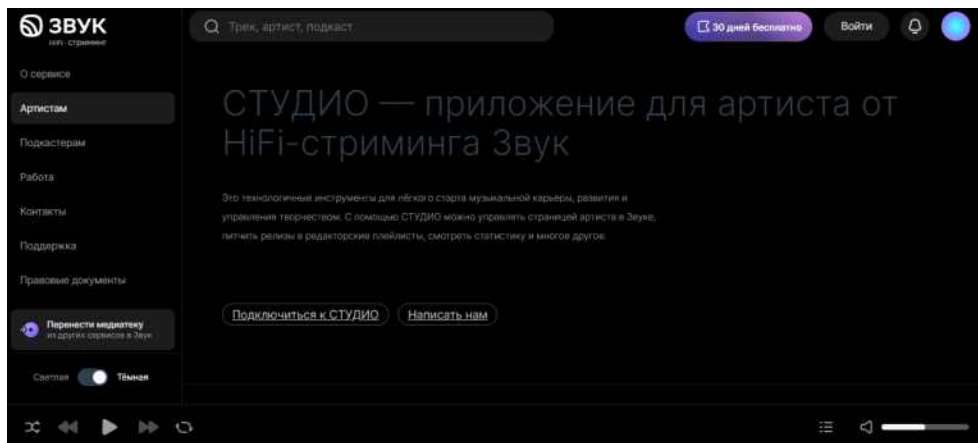 ЗВУК
HiFi-стриминг
Трек, артист, подкаст
30 дней бесплатно
Войти
О сервисе
Артистам
Подкастерам
Работа
Контакты
Поддержка
Правовые документы
Перенести медиатеку
из других сервисов в Звук
Светлая
Тёмная
СТУДИО — приложение для артиста от
HiFi-стриминга Звук
Это технологичные инструменты для лёгкого старта музыкальной карьеры, развития и
управления творчеством. С помощью СТУДИО можно управлять страницей артиста в Звуке,
питчить релизы в редакторские плейлисты, смотреть статистику и многое другое.
Подключиться к СТУДИО
Написать нам